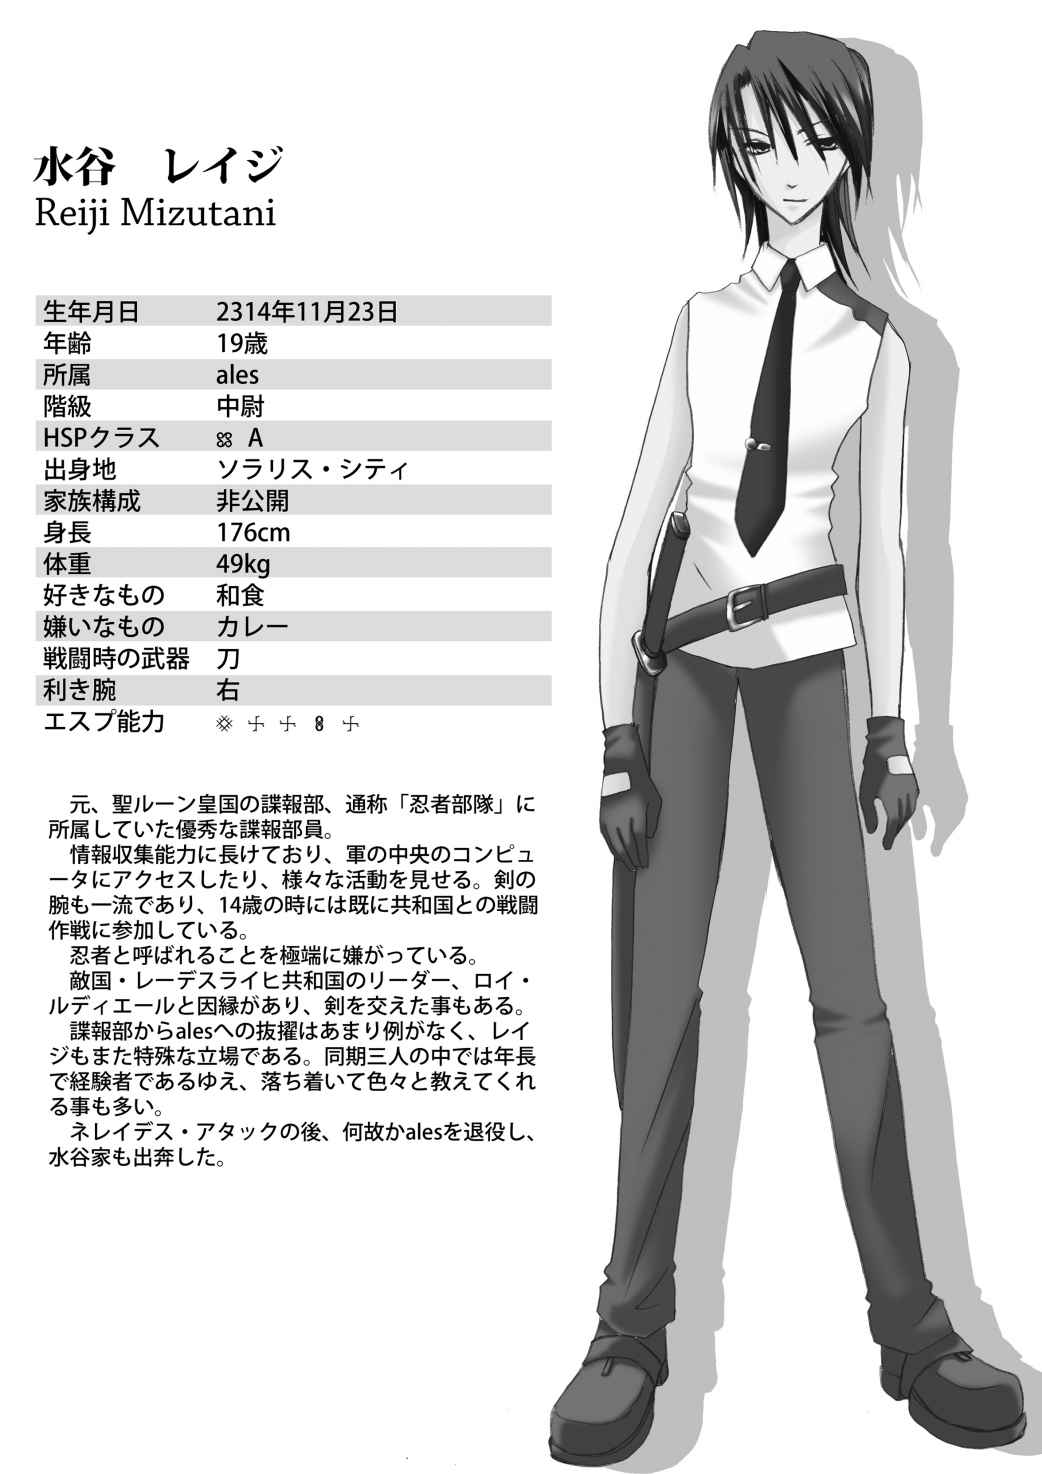 水谷　レイジ
Reiji Mizutani
生年月日　2314年11月23日
年齢　19歳
所属　ales
階級　中尉
HSPクラス　A
出身地　ソラリス・シティ
家族構成　非公開
身長　176cm
体重　49kg
好きなもの　和食
嫌いなもの　カレー
戦闘時の武器　刀
利き腕　右
エスプ能力
元、聖ルーン皇国の諜報部、通称「忍者部隊」に
所属していた優秀な諜報部員。
情報収集能力に長けており、軍の中央のコンピュ
ータにアクセスしたり、様々な活動を見せる。剣の
腕も一流であり、14歳の時には既に共和国との戦闘
作戦に参加している。
忍者と呼ばれることを極端に嫌がっている。
敵国・レーデスライヒ共和国のリーダー、ロイ・
ルディエールと因縁があり、剣を交えた事もある。
諜報部からalesへの抜擢はあまり例がなく、レイ
ジもまた特殊な立場である。同期三人の中では年長
で経験者であるゆえ、落ち着いて色々と教えてくれ
る事も多い。
ネレイデス・アタックの後、何故かalesを退役し、
水谷家も出奔した。